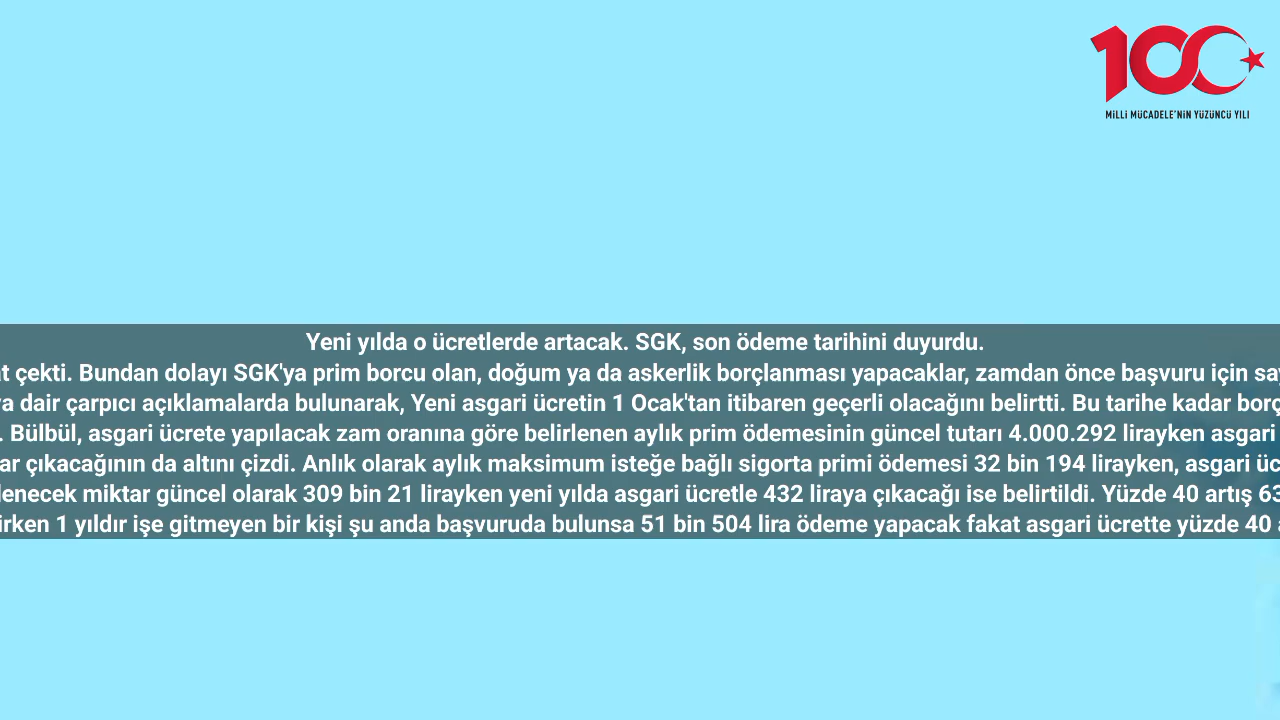 100
MİLLİ MÜCADELE'NİN YÜZÜNCÜ YILI
Yeni yılda o ücretlerde artacak. SGK, son ödeme tarihini duyurdu.
çekti. Bundan dolayı SGK'ya prim borcu olan, doğum ya da askerlik borçlanması yapacaklar, zamdan önce başvuru için
dair çarpıcı açıklamalarda bulunarak, Yeni asgari ücretin 1 Ocak'tan itibaren geçerli olacağını belirtti. Bu tarihe kadar
. Bülbül, asgari ücrete yapılacak zam oranına göre belirlenen aylık prim ödemesinin güncel tutarı 4.000.292 lirayken asgari
çıkacağının da altını çizdi. Anlık olarak aylık maksimum isteğe bağlı sigorta primi ödemesi 32 bin 194 lirayken, asgari
miktar güncel olarak 309 bin 21 lirayken yeni yılda asgari ücretle 432 liraya çıkacağı ise belirtildi. Yüzde 40 artış
1 yıldır işe gitmeyen bir kişi şu anda başvuruda bulunsa 51 bin 504 lira ödeme yapacak fakat asgari ücrette yüzde 40